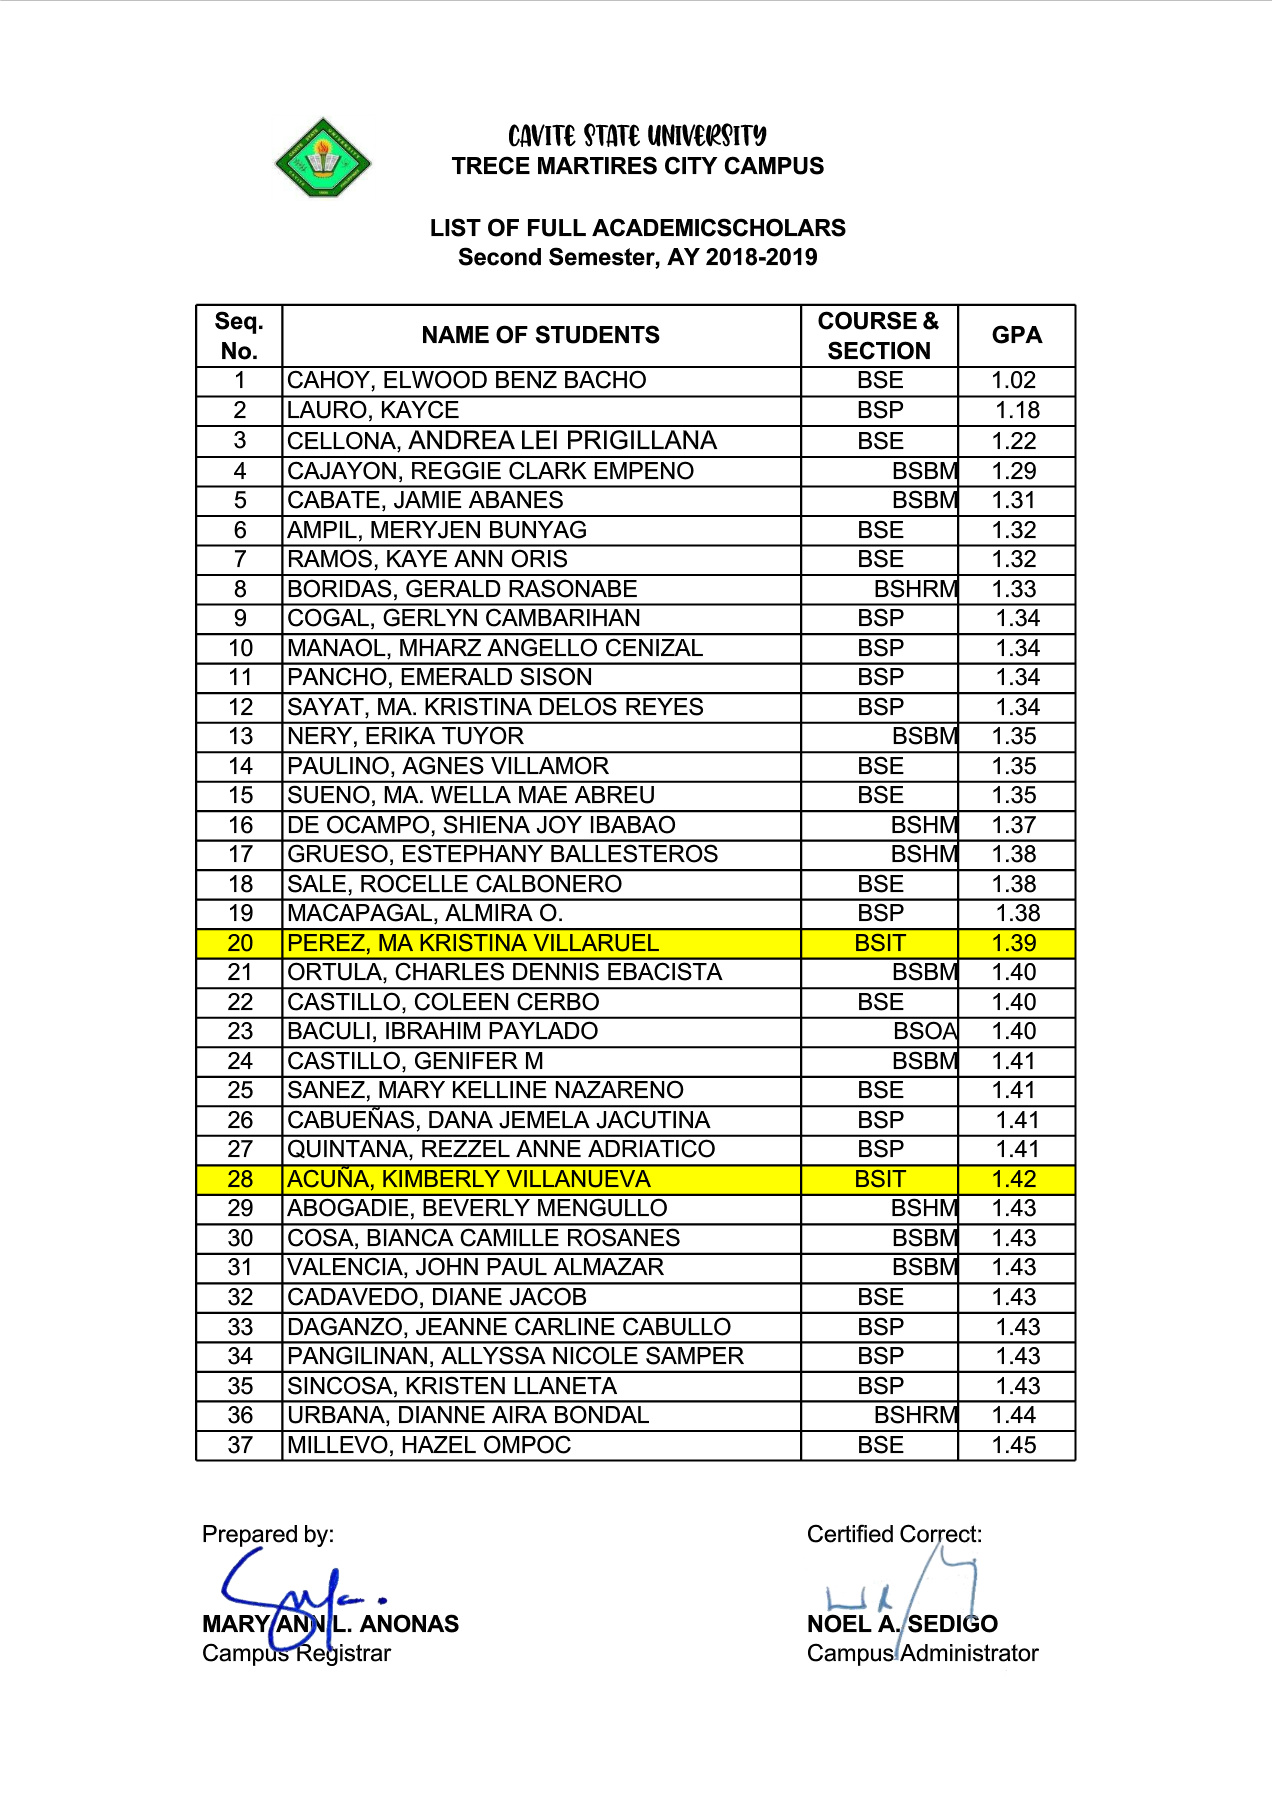 CAVITE STATE UNIVERSITY
TRECE MARTIRES CITY CAMPUS
LIST OF FULL ACADEMICSCHOLARS
Second Semester, AY 2018-2019
Seq. No. NAME OF STUDENTS COURSE & SECTION GPA
1 CAHOY, ELWOOD BENZ BACHO BSE 1.02
2 LAURO, KAYCE BSP 1.18
3 CELLONA, ANDREA LEI PRIGILLANA BSE 1.22
4 CAJAYON, REGGIE CLARK EMPENO BSBM 1.29
5 CABATE, JAMIE ABANES BSBM 1.31
6 AMPIL, MERYJEN BUNYAG BSE 1.32
7 RAMOS, KAYE ANN ORIS BSE 1.32
8 BORIDAS, GERALD RASONABE BSHRM 1.33
9 COGAL, GERLYN CAMBARIHAN BSP 1.34
10 MANAOL, MHARZ ANGELLO CENIZAL BSP 1.34
11 PANCHO, EMERALD SISON BSP 1.34
12 SAYAT, MA. KRISTINA DELOS REYES BSP 1.34
13 NERY, ERIKA TUYOR BSBM 1.35
14 PAULINO, AGNES VILLAMOR BSE 1.35
15 SUENO, MA. WELLA MAE ABREU BSE 1.35
16 DE OCAMPO, SHIENA JOY IBABAO BSHM 1.37
17 GRUESO, ESTEPHANY BALLESTEROS BSHM 1.38
18 SALE, ROCELLE CALBONERO BSE 1.38
19 MACAPAGAL, ALMIRA O. BSP 1.38
20 PEREZ, MA KRISTINA VILLARUEL BSIT 1.39
21 ORTULA, CHARLES DENNIS EBACISTA BSBM 1.40
22 CASTILLO, COLEEN CERBO BSE 1.40
23 BACULI, IBRAHIM PAYLADO BSOA 1.40
24 CASTILLO, GENIFER M BSBM 1.41
25 SANEZ, MARY KELLINE NAZARENO BSE 1.41
26 CABUEÑAS, DANA JEMELA JACUTINA BSP 1.41
27 QUINTANA, REZZEL ANNE ADRIATICO BSP 1.41
28 ACUÑA, KIMBERLY VILLANUEVA BSIT 1.42
29 ABOGADIE, BEVERLY MENGULLO BSHM 1.43
30 COSA, BIANCA CAMILLE ROSANES BSBM 1.43
31 VALENCIA, JOHN PAUL ALMAZAR BSBM 1.43
32 CADAVEDO, DIANE JACOB BSE 1.43
33 DAGANZO, JEANNE CARLINE CABULLO BSP 1.43
34 PANGILINAN, ALLYSSA NICOLE SAMPER BSP 1.43
35 SINCOSA, KRISTEN LLANETA BSP 1.43
36 URBANA, DIANNE AIRA BONDAL BSHRM 1.44
37 MILLEVO, HAZEL OMPOC BSE 1.45
Prepared by: Certified Correct:
MARY ANN L. ANONAS NOEL A. SEDIGO
Campus Registrar Campus Administrator